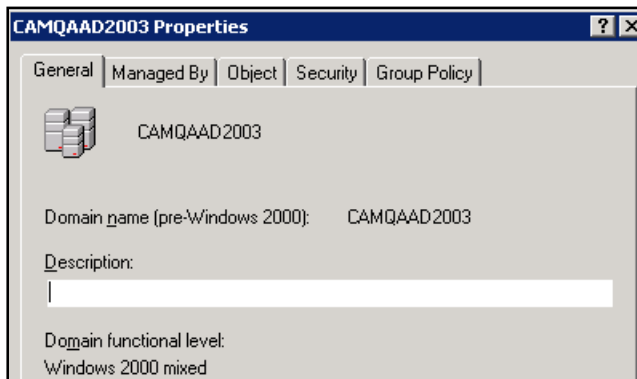 CAMQAAD2003 Properties
General Managed By Object Security Group Policy
CAMQAAD2003
Domain name (pre-Windows 2000): CAMQAAD2003
Description:
Domain functional level:
Windows 2000 mixed